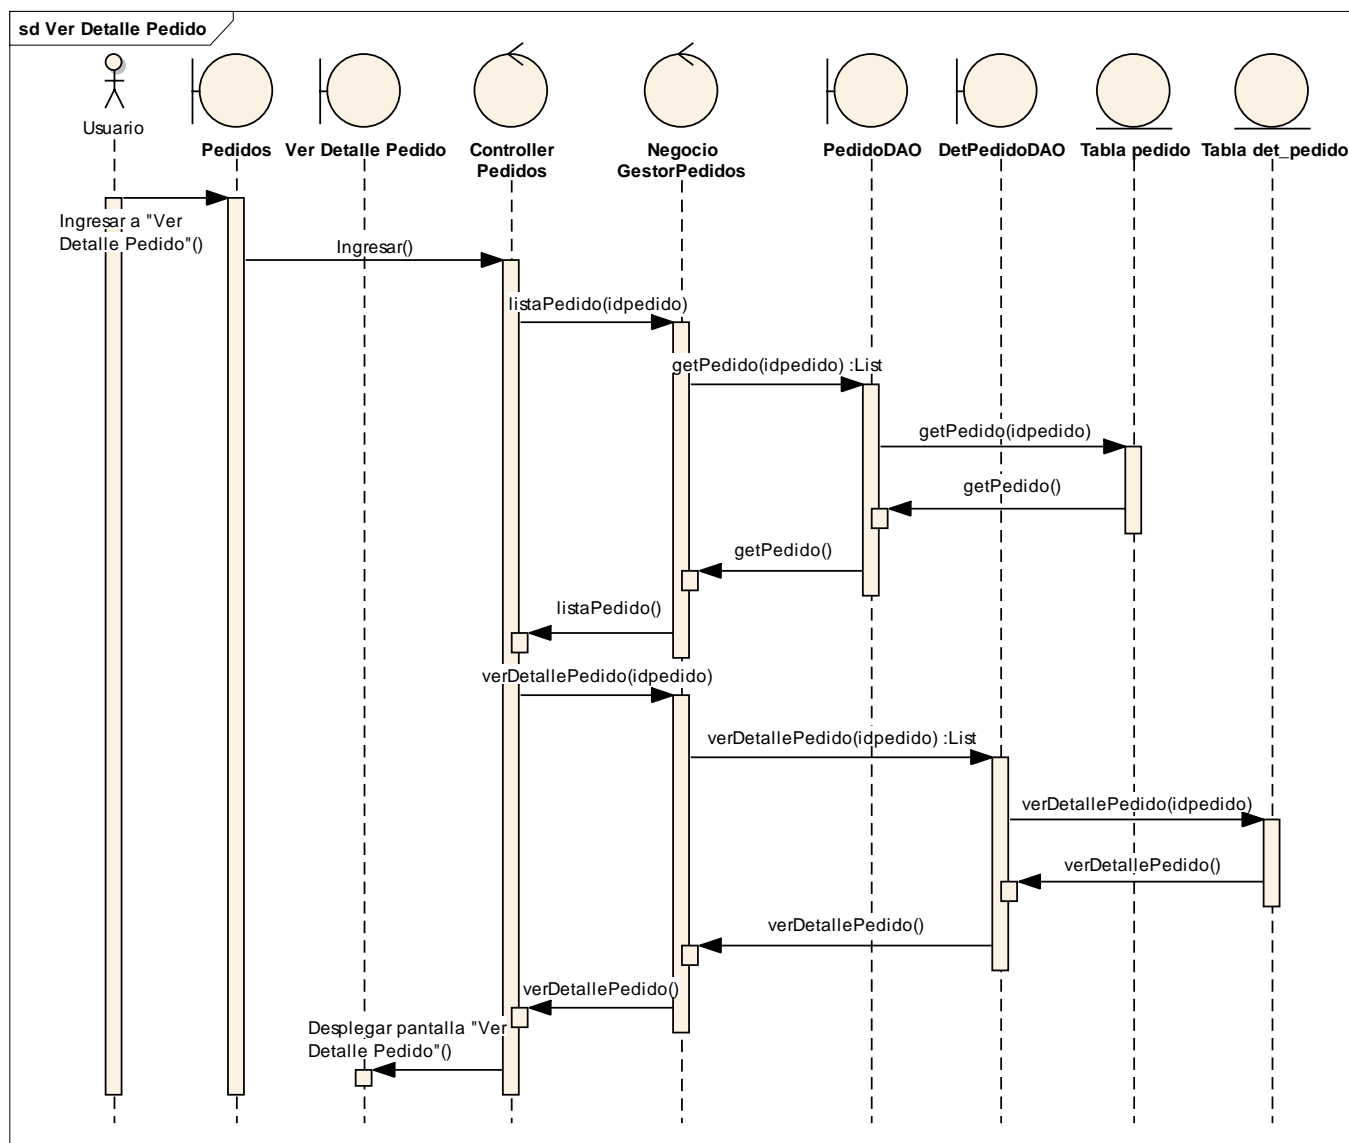 sd Ver Detalle Pedido
Usuario
Pedidos
Ver Detalle Pedido
Controller
Pedidos
Negocio
GestorPedidos
PedidoDAO
DetPedidoDAO
Tabla pedido
Tabla det_pedido
Ingresar a "Ver
Detalle Pedido"()
Ingresar()
listaPedido(idpedido)
getPedido(idpedido) :List
getPedido(idpedido)
getPedido()
getPedido()
listaPedido()
verDetallePedido(idpedido)
verDetallePedido(idpedido) :List
verDetallePedido(idpedido)
verDetallePedido()
verDetallePedido()
verDetallePedido()
Desplegar pantalla "Ver
Detalle Pedido"()